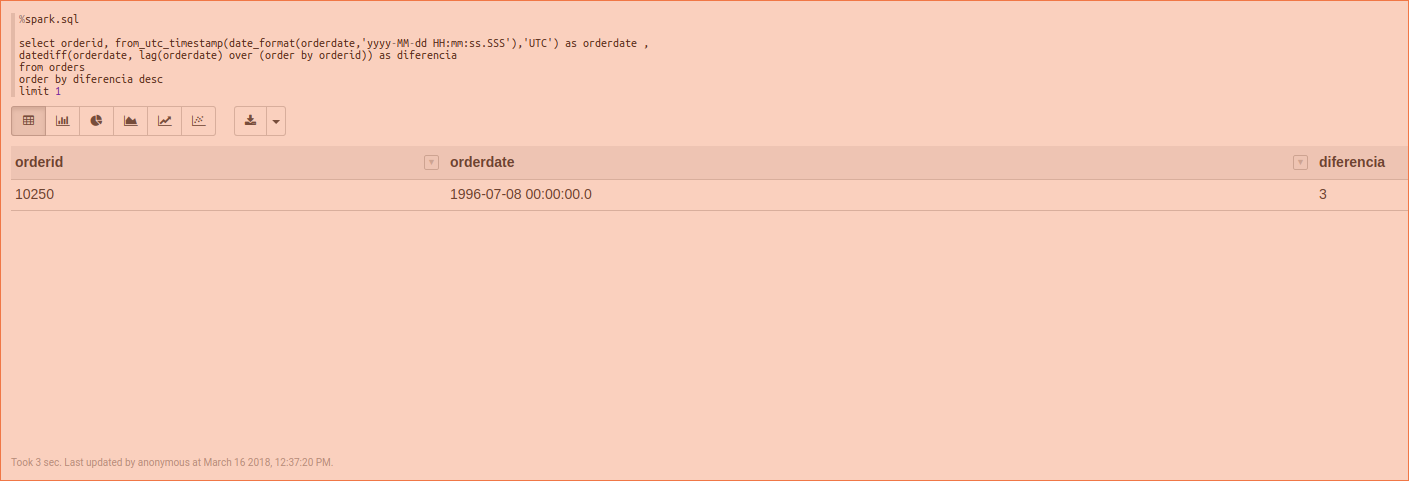 %spark.sql
select orderid, from_utc_timestamp(date_format(orderdate,'yyyy-MM-dd HH:mm:ss.SSS'),'UTC') as orderdate ,
datediff(orderdate, lag(orderdate) over (order by orderid)) as diferencia
from orders
order by diferencia desc
limit 1
orderid orderdate diferencia
10250 1996-07-08 00:00:00.0 3
Took 3 sec. Last updated by anonymous at March 16 2018, 12:37:20 PM.